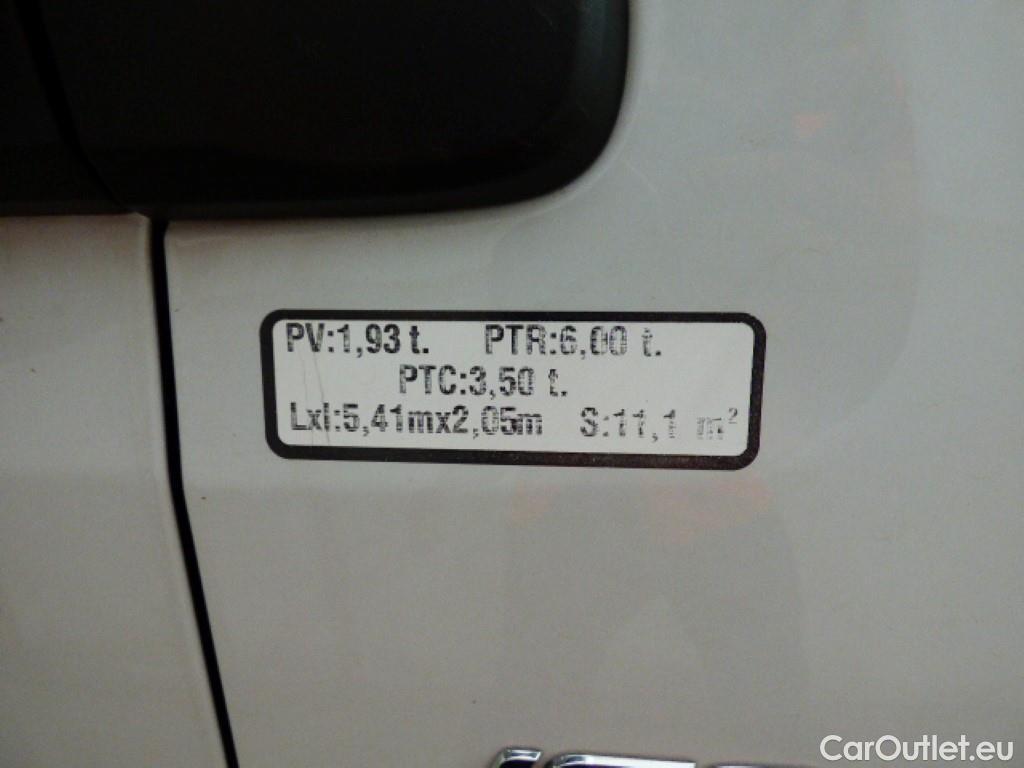 PV:1,93 t. PTR:6,00 t.
PTC:3,50 t.
Lxl:5,41mx2,05m S:11,1 m²
CarOutlet.eu